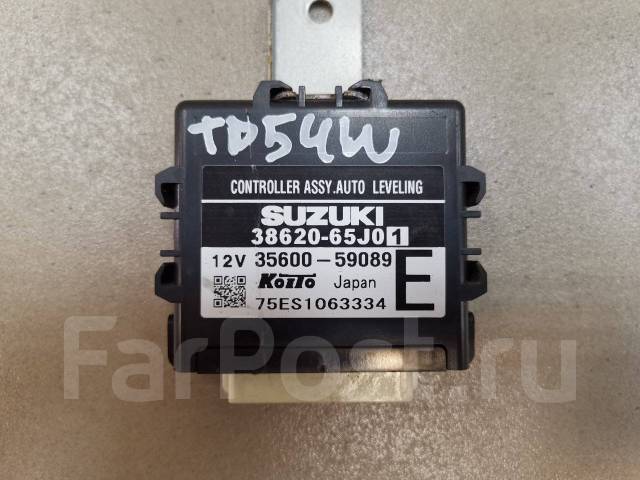 TD54W
CONTROLLER ASSY.AUTO LEVELING
SUZUKI
38620-65J01
12V 35600-59089
KOITO Japan E
75ES1063334
FarPost.ru